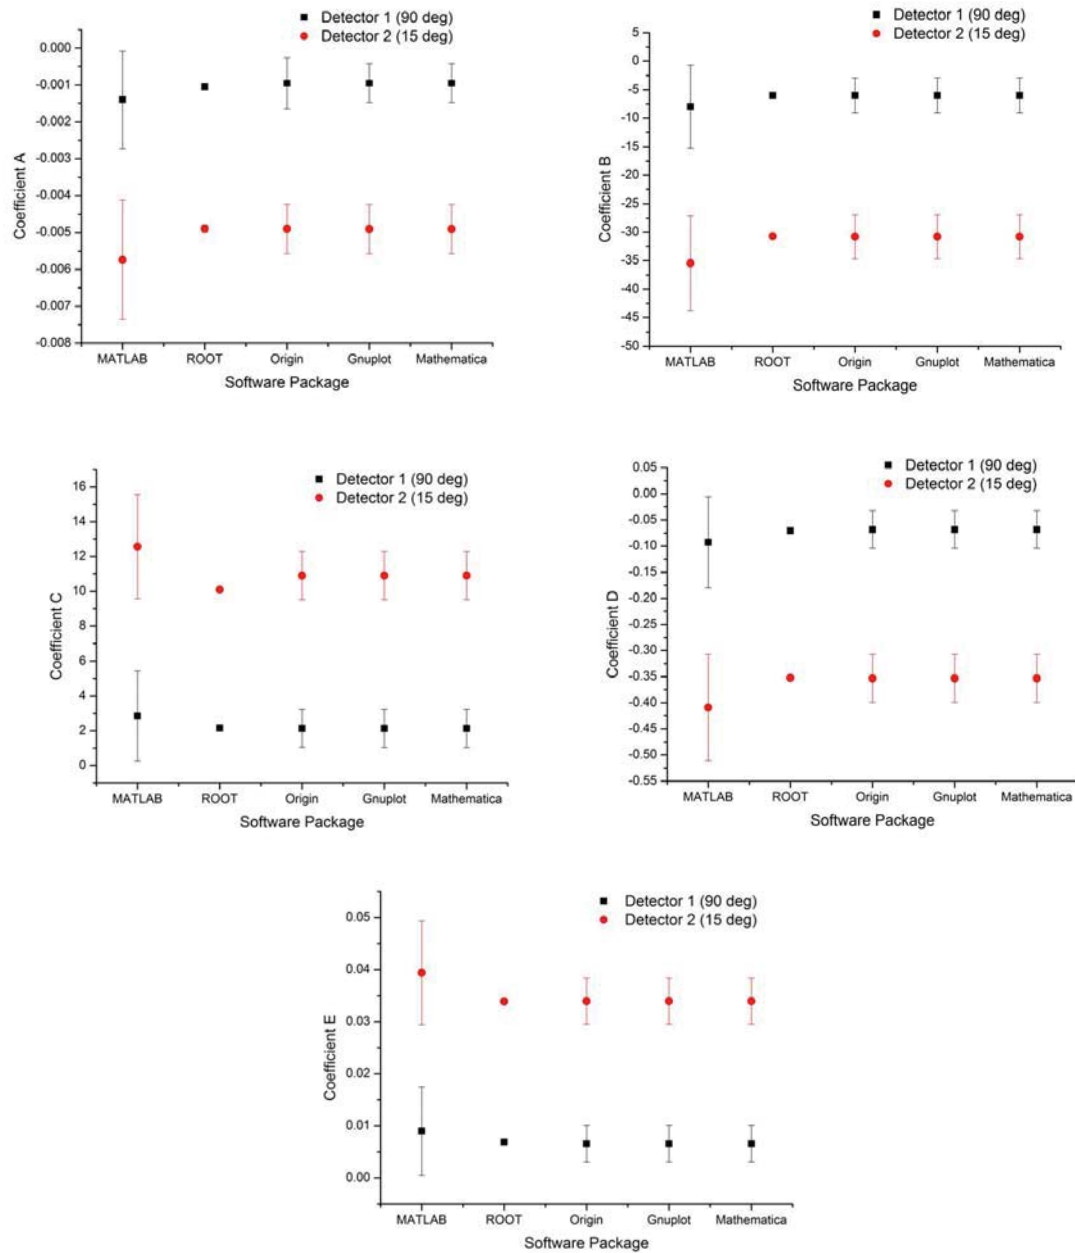 Detector 1 (90 deg)
Detector 2 (15 deg)
0.000
-0.001
-0.002
-0.003
-0.004
-0.005
-0.006
-0.007
-0.008
Coefficient A
MATLAB ROOT Origin Gnuplot Mathematica
Software Package
Detector 1 (90 deg)
Detector 2 (15 deg)
5
0
-5
-10
-15
-20
-25
-30
-35
-40
-45
-50
Coefficient B
MATLAB ROOT Origin Gnuplot Mathematica
Software Package
Detector 1 (90 deg)
Detector 2 (15 deg)
16
14
12
10
8
6
4
2
0
Coefficient C
MATLAB ROOT Origin Gnuplot Mathematica
Software Package
Detector 1 (90 deg)
Detector 2 (15 deg)
0.05
0.00
-0.05
-0.10
-0.15
-0.20
-0.25
-0.30
-0.35
-0.40
-0.45
-0.50
-0.55
Coefficient D
MATLAB ROOT Origin Gnuplot Mathematica
Software Package
Detector 1 (90 deg)
Detector 2 (15 deg)
0.05
0.04
0.03
0.02
0.01
0.00
Coefficient E
MATLAB ROOT Origin Gnuplot Mathematica
Software Package